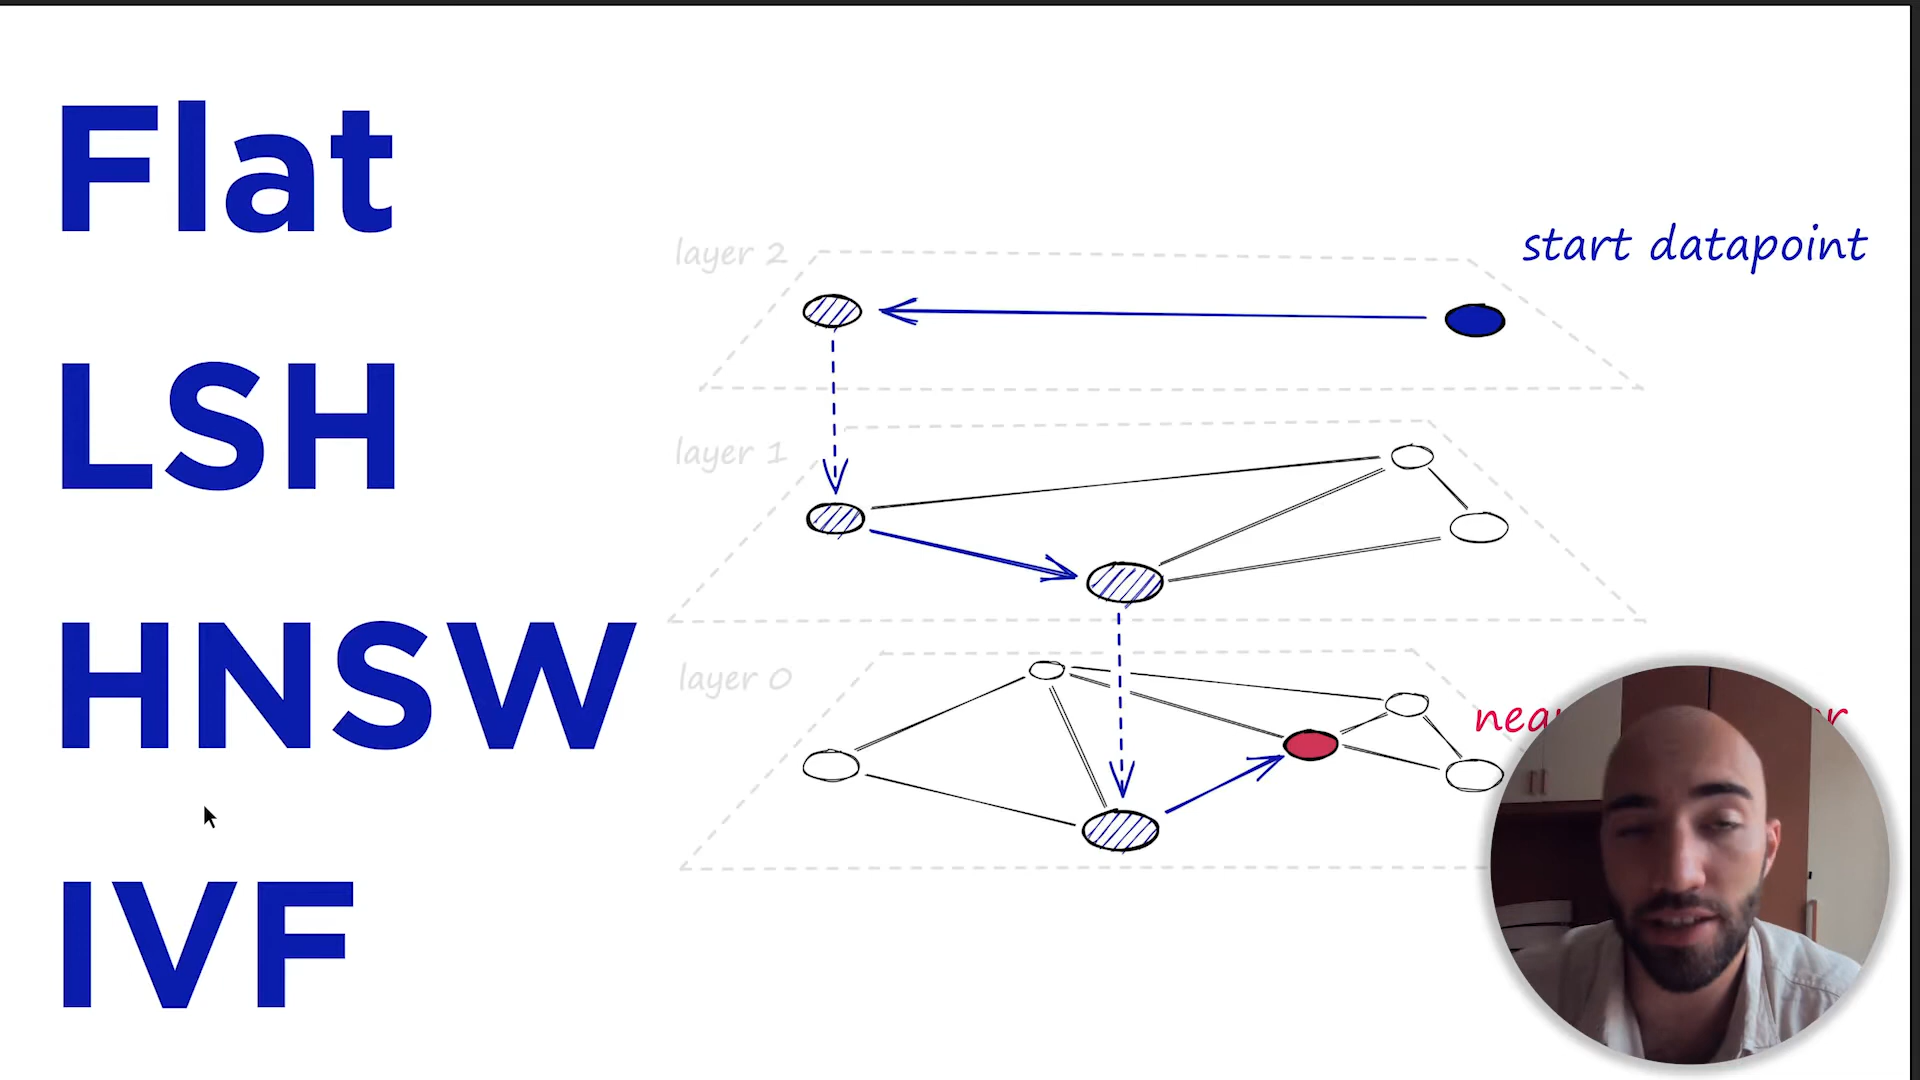 Flat
LSH
HNSW
IVF
start datapoint
layer 2
layer 1
layer 0